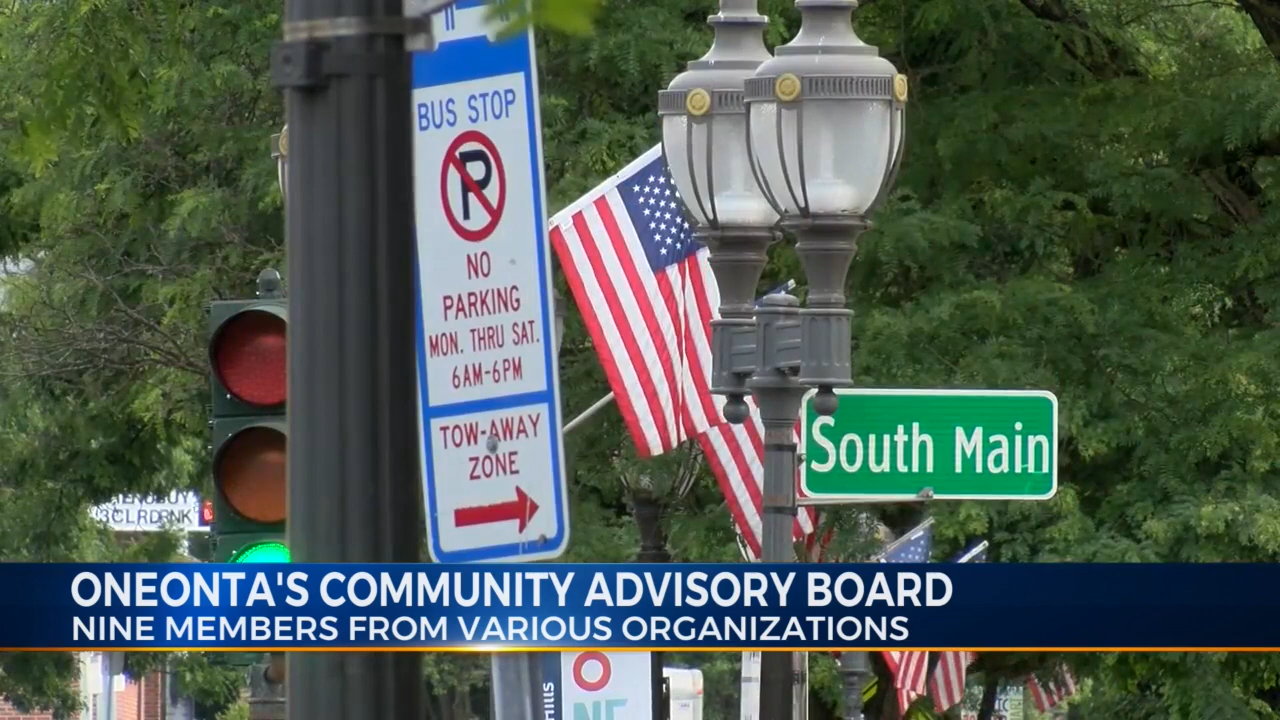 BUS STOP
P
NO
PARKING
MON. THRU SAT.
6AM-6PM
TOW-AWAY
ZONE
South Main
3CLRDRNK
ONEONTA'S COMMUNITY ADVISORY BOARD
NINE MEMBERS FROM VARIOUS ORGANIZATIONS